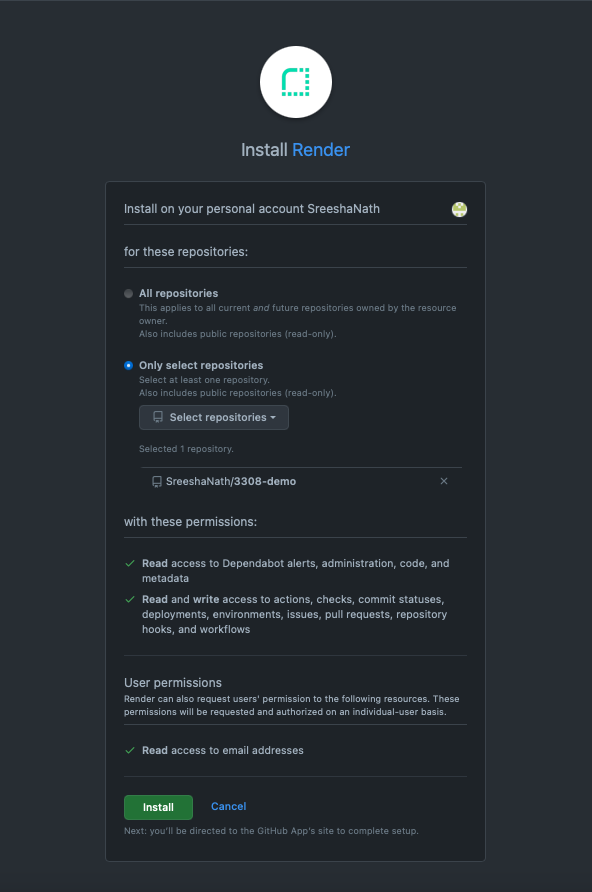 Install Render
Install on your personal account SreeshaNath
for these repositories:
All repositories
This applies to all current and future repositories owned by the resource
owner.
Also includes public repositories (read-only).
Only select repositories
Select at least one repository.
Also includes public repositories (read-only).
Select repositories
Selected 1 repository.
SreeshaNath/3308-demo
with these permissions:
Read access to Dependabot alerts, administration, code, and
metadata
Read and write access to actions, checks, commit statuses,
deployments, environments, issues, pull requests, repository
hooks, and workflows
User permissions
Render can also request users' permission to the following resources. These
permissions will be requested and authorized on an individual-user basis.
Read access to email addresses
Install Cancel
Next: you'll be directed to the GitHub App's site to complete setup.